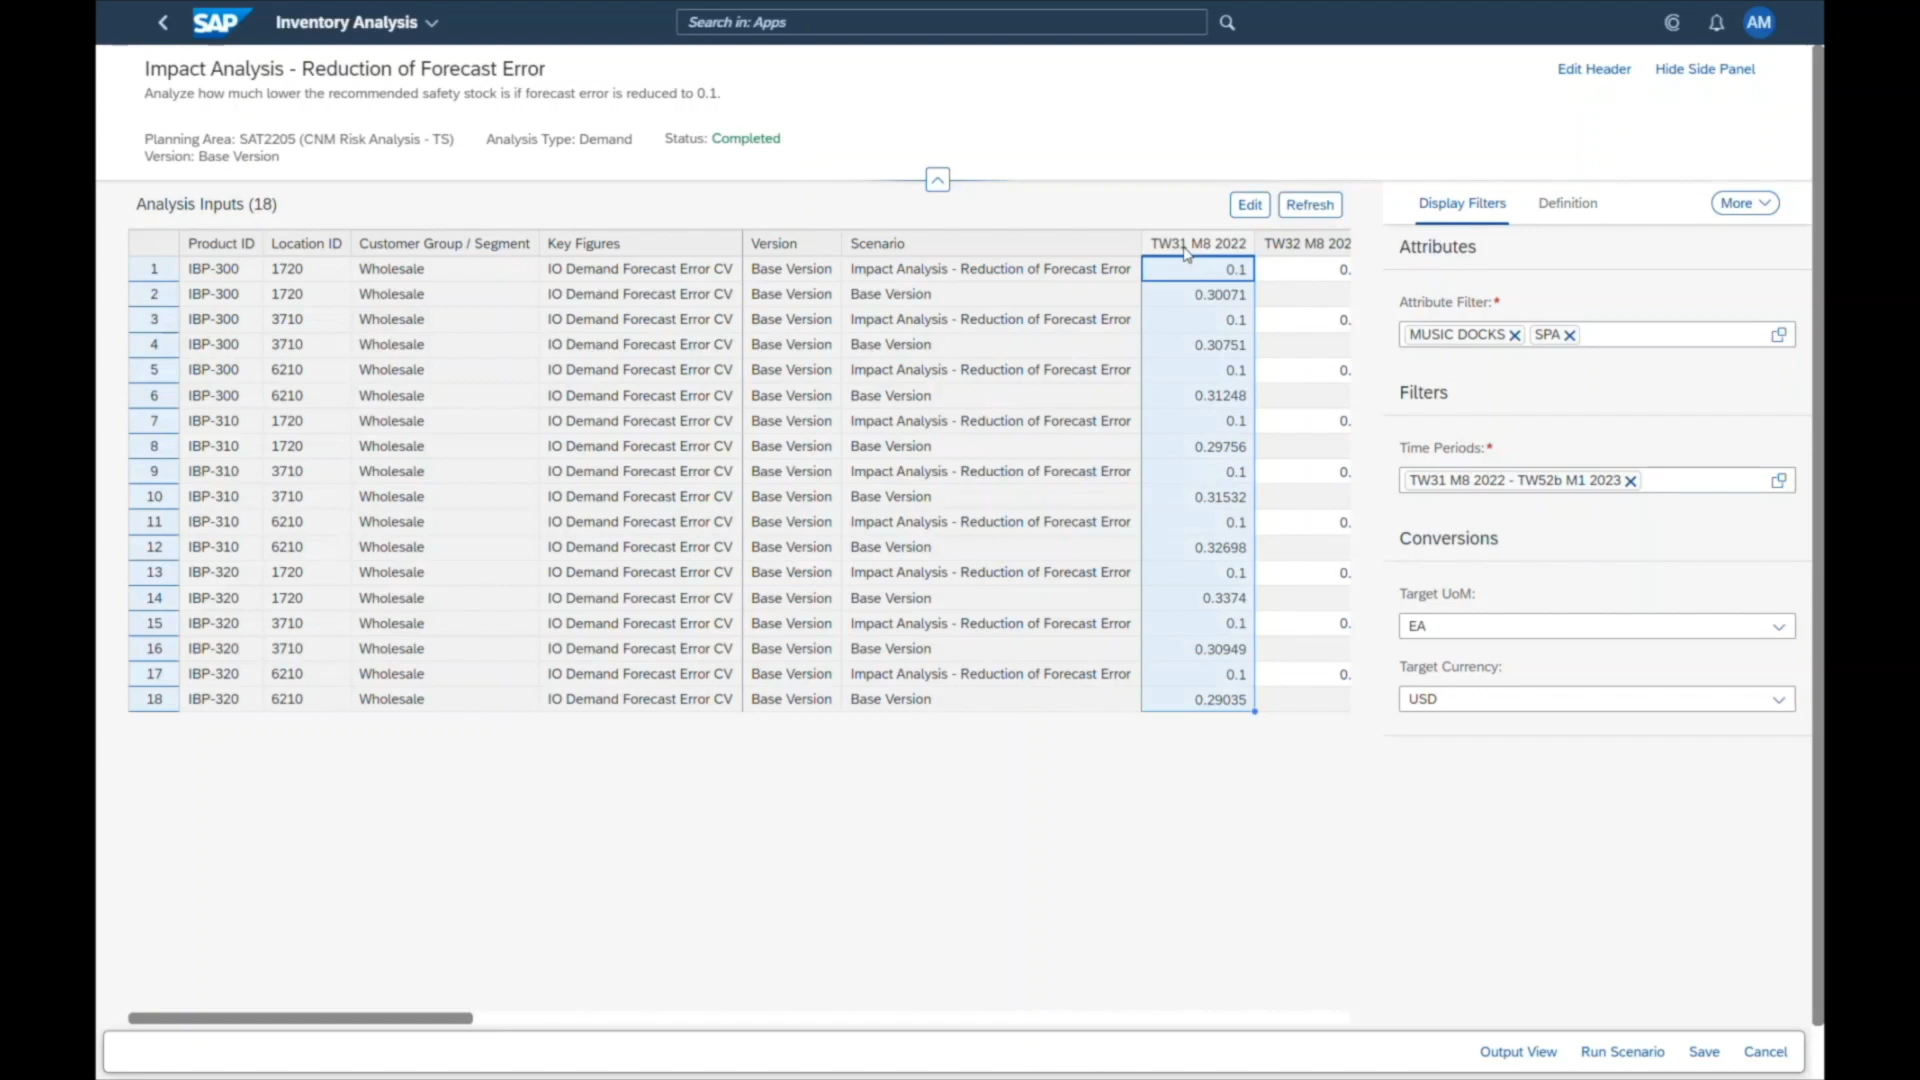 SAP Inventory Analysis Search in: Apps AM
Impact Analysis - Reduction of Forecast Error Edit Header Hide Side Panel
Analyze how much lower the recommended safety stock is if forecast error is reduced to 0.1.
Planning Area: SAT2205 (CNM Risk Analysis - TS) Analysis Type: Demand Status: Completed
Version: Base Version
Analysis Inputs (18) Edit Refresh
Product ID Location ID Customer Group / Segment Key Figures Version Scenario TW31 M8 2022 TW32 M8 202
1 IBP-300 1720 Wholesale IO Demand Forecast Error CV Base Version Impact Analysis - Reduction of Forecast Error 0.1 0.
2 IBP-300 1720 Wholesale IO Demand Forecast Error CV Base Version Base Version 0.30071
3 IBP-300 3710 Wholesale IO Demand Forecast Error CV Base Version Impact Analysis - Reduction of Forecast Error 0.1 0.
4 IBP-300 3710 Wholesale IO Demand Forecast Error CV Base Version Base Version 0.30751
5 IBP-300 6210 Wholesale IO Demand Forecast Error CV Base Version Impact Analysis - Reduction of Forecast Error 0.1 0.
6 IBP-300 6210 Wholesale IO Demand Forecast Error CV Base Version Base Version 0.31248
7 IBP-310 1720 Wholesale IO Demand Forecast Error CV Base Version Impact Analysis - Reduction of Forecast Error 0.1 0.
8 IBP-310 1720 Wholesale IO Demand Forecast Error CV Base Version Base Version 0.29756
9 IBP-310 3710 Wholesale IO Demand Forecast Error CV Base Version Impact Analysis - Reduction of Forecast Error 0.1 0.
10 IBP-310 3710 Wholesale IO Demand Forecast Error CV Base Version Base Version 0.31532
11 IBP-310 6210 Wholesale IO Demand Forecast Error CV Base Version Impact Analysis - Reduction of Forecast Error 0.1 0.
12 IBP-310 6210 Wholesale IO Demand Forecast Error CV Base Version Base Version 0.32698
13 IBP-320 1720 Wholesale IO Demand Forecast Error CV Base Version Impact Analysis - Reduction of Forecast Error 0.1 0.
14 IBP-320 1720 Wholesale IO Demand Forecast Error CV Base Version Base Version 0.3374
15 IBP-320 3710 Wholesale IO Demand Forecast Error CV Base Version Impact Analysis - Reduction of Forecast Error 0.1 0.
16 IBP-320 3710 Wholesale IO Demand Forecast Error CV Base Version Base Version 0.30949
17 IBP-320 6210 Wholesale IO Demand Forecast Error CV Base Version Impact Analysis - Reduction of Forecast Error 0.1 0.
18 IBP-320 6210 Wholesale IO Demand Forecast Error CV Base Version Base Version 0.29035
Display Filters Definition More
Attributes
Attribute Filter:*
MUSIC DOCKS SPA
Filters
Time Periods:*
TW31 M8 2022 - TW52b M1 2023
Conversions
Target UoM:
EA
Target Currency:
USD
Output View Run Scenario Save Cancel